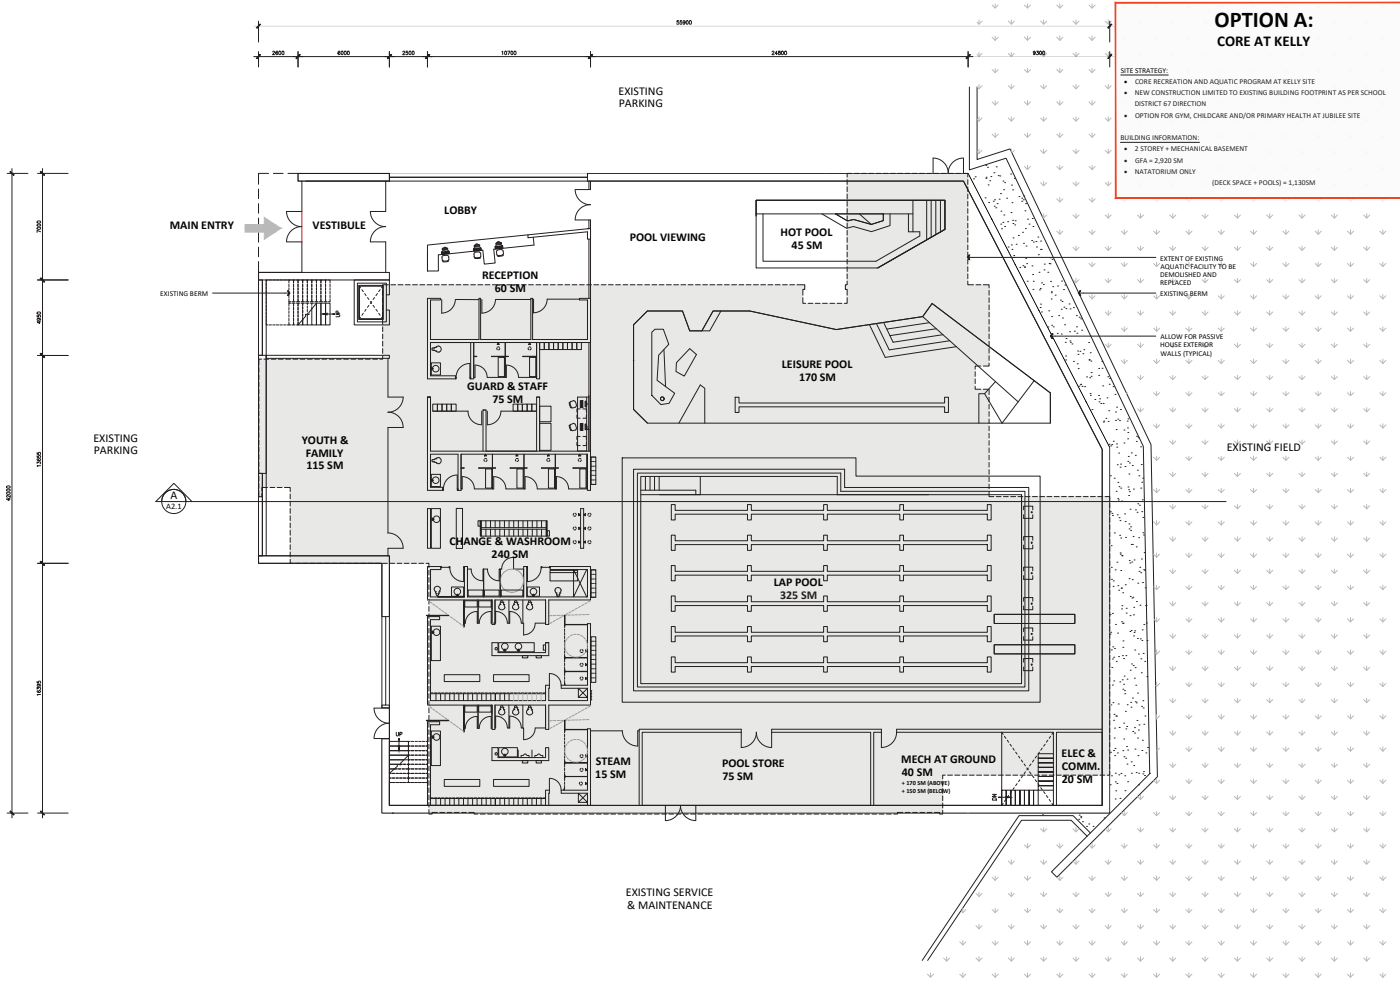 55900
2600
6000
2500
10700
24800
9300
OPTION A:
CORE AT KELLY
SITE STRATEGY:
• CORE RECREATION AND AQUATIC PROGRAM AT KELLY SITE
• NEW CONSTRUCTION LIMITED TO EXISTING BUILDING FOOTPRINT AS PER SCHOOL
DISTRICT 67 DIRECTION
• OPTION FOR GYM, CHILDCARE AND/OR PRIMARY HEALTH AT JUBILEE SITE
BUILDING INFORMATION:
• 2 STOREY + MECHANICAL BASEMENT
• GFA = 2,920 SM
• NATATORIUM ONLY
(DECK SPACE + POOLS) = 1,130SM
EXISTING
PARKING
MAIN ENTRY
VESTIBULE
LOBBY
POOL VIEWING
HOT POOL
45 SM
7000
RECEPTION
60 SM
EXISTING BERM
UP
4950
EXTENT OF EXISTING
AQUATIC FACILITY TO BE
DEMOLISHED AND
REPLACED
EXISTING BERM
ALLOW FOR PASSIVE
HOUSE EXTERIOR
WALLS (TYPICAL)
LEISURE POOL
170 SM
GUARD & STAFF
75 SM
EXISTING
PARKING
YOUTH &
FAMILY
115 SM
13655
42000
EXISTING FIELD
A
A2.1
CHANGE & WASHROOM
240 SM
LAP POOL
325 SM
16395
UP
STEAM
15 SM
POOL STORE
75 SM
MECH AT GROUND
40 SM
+ 170 SM (ABOVE)
+ 150 SM (BELOW)
DN
ELEC &
COMM.
20 SM
EXISTING SERVICE
& MAINTENANCE